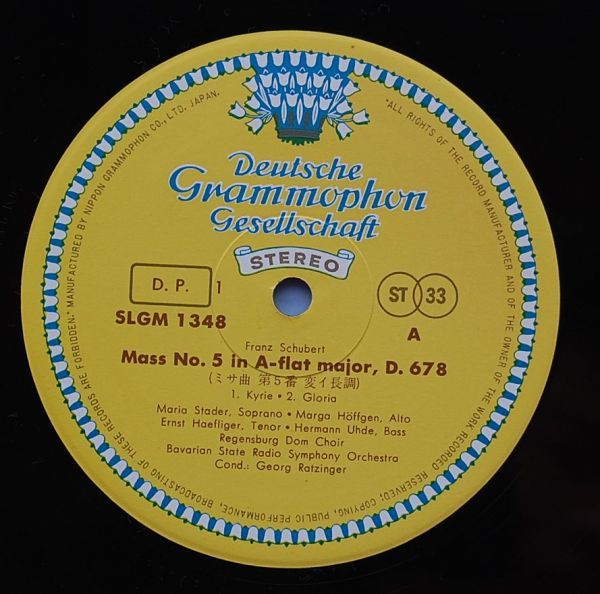 Deutsche
Grammophon
Gesellschaft
STEREO
D. P. 1
ST 33
SLGM 1348
A
Franz Schubert
Mass No. 5 in A-flat major, D. 678
(ミサ曲 第5番 変イ長調)
1. Kyrie • 2. Gloria
Maria Stader, Soprano • Marga Höffgen, Alto
Ernst Haefliger, Tenor • Hermann Uhde, Bass
Regensburg Dom Choir
Bavarian State Radio Symphony Orchestra
Cond.: Georg Ratzinger
"ALL RIGHTS OF THE RECORD MANUFACTURER AND OF THE OWNER OF THE WORK RECORDED RESERVED; COPYING, PUBLIC PERFORMANCE, BROADCASTING OF THESE RECORDS ARE FORBIDDEN." MANUFACTURED BY NIPPON GRAMMOPHON CO., LTD. JAPAN.